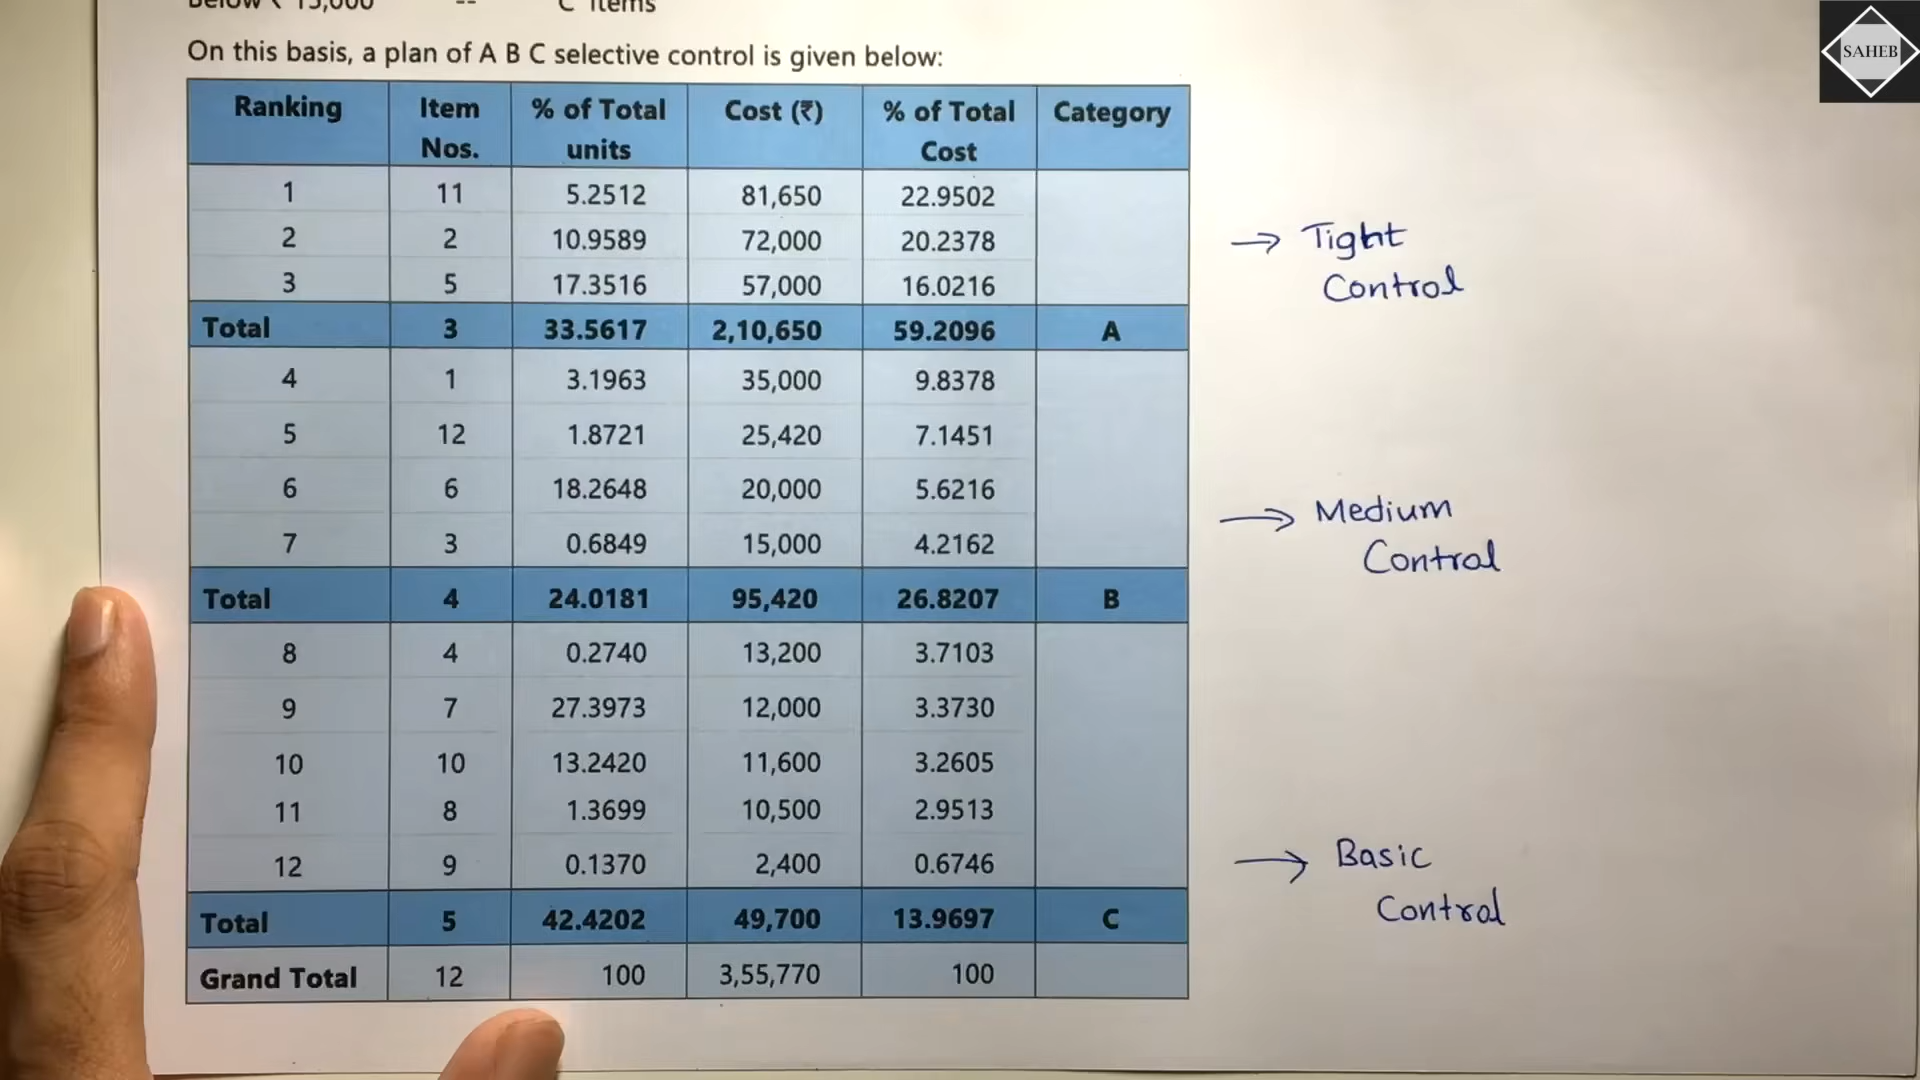 Below ₹ 15,000 -- C items
On this basis, a plan of A B C selective control is given below:
Ranking Item Nos. % of Total units Cost (₹) % of Total Cost Category
1 11 5.2512 81,650 22.9502
2 2 10.9589 72,000 20.2378
3 5 17.3516 57,000 16.0216
Total 3 33.5617 2,10,650 59.2096 A
4 1 3.1963 35,000 9.8378
5 12 1.8721 25,420 7.1451
6 6 18.2648 20,000 5.6216
7 3 0.6849 15,000 4.2162
Total 4 24.0181 95,420 26.8207 B
8 4 0.2740 13,200 3.7103
9 7 27.3973 12,000 3.3730
10 10 13.2420 11,600 3.2605
11 8 1.3699 10,500 2.9513
12 9 0.1370 2,400 0.6746
Total 5 42.4202 49,700 13.9697 C
Grand Total 12 100 3,55,770 100
→ Tight
Control
→ Medium
Control
→ Basic
Control
SAHEB